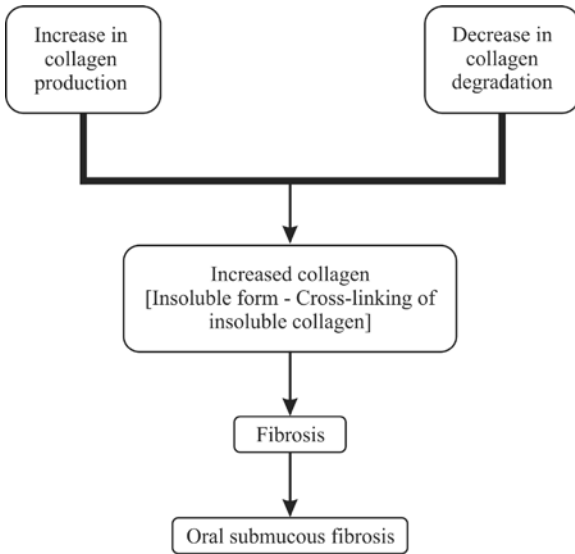 Increase in
collagen
production
Decrease in
collagen
degradation
Increased collagen
[Insoluble form - Cross-linking of
insoluble collagen]
Fibrosis
Oral submucous fibrosis